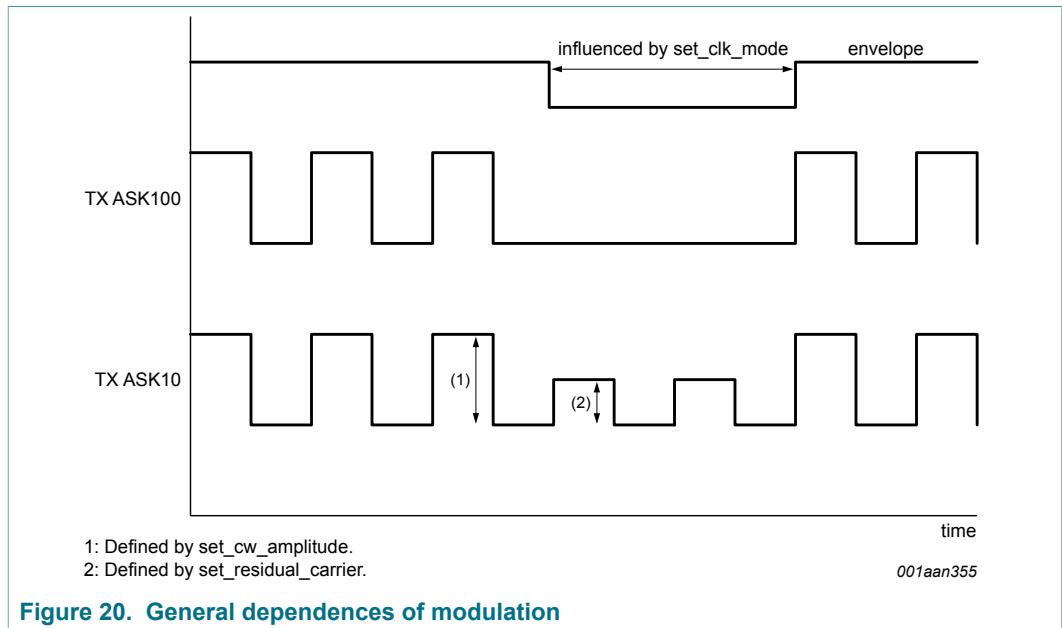 influenced by set_clk_mode envelope
TX ASK100
TX ASK10
(1)
(2)
time
1: Defined by set_cw_amplitude.
2: Defined by set_residual_carrier.
001aan355
Figure 20. General dependences of modulation